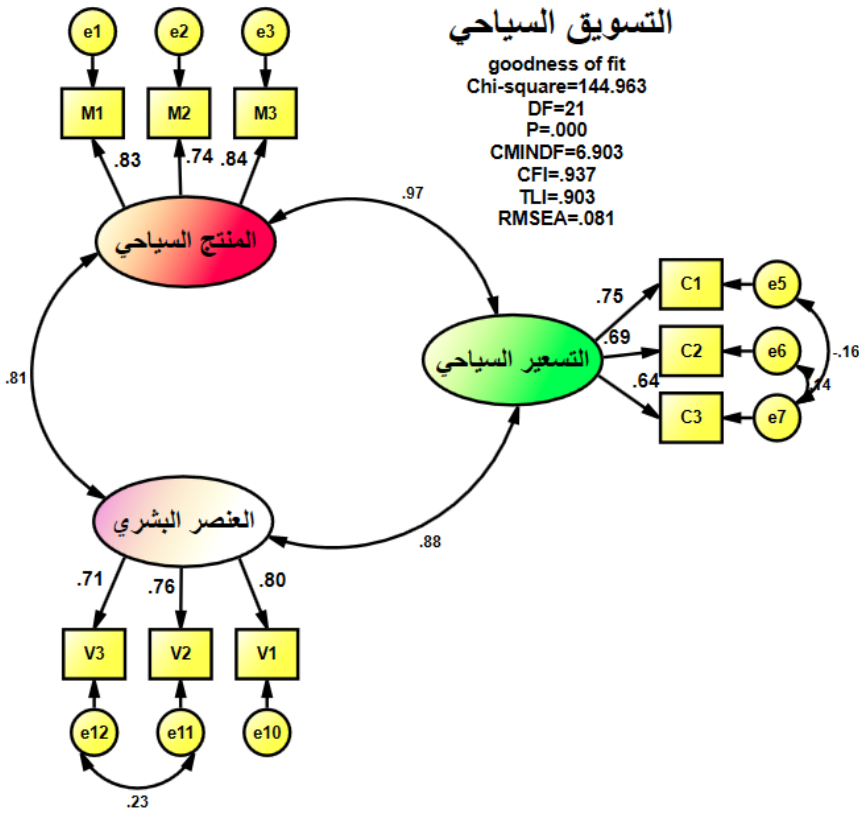 التسويق السياحي
goodness of fit
Chi-square=144.963
DF=21
P=.000
CMINDF=6.903
CFI=.937
TLI=.903
RMSEA=.081
e1 e2 e3
M1 M2 M3
.83 .74 .84
المنتج السياحي
.97
e5
C1
.75
التسعير السياحي
.69
C2
e6
-.16
.14
.64
C3
e7
.81
العنصر البشري
.88
.71 .76 .80
V3 V2 V1
e12 e11 e10
.23